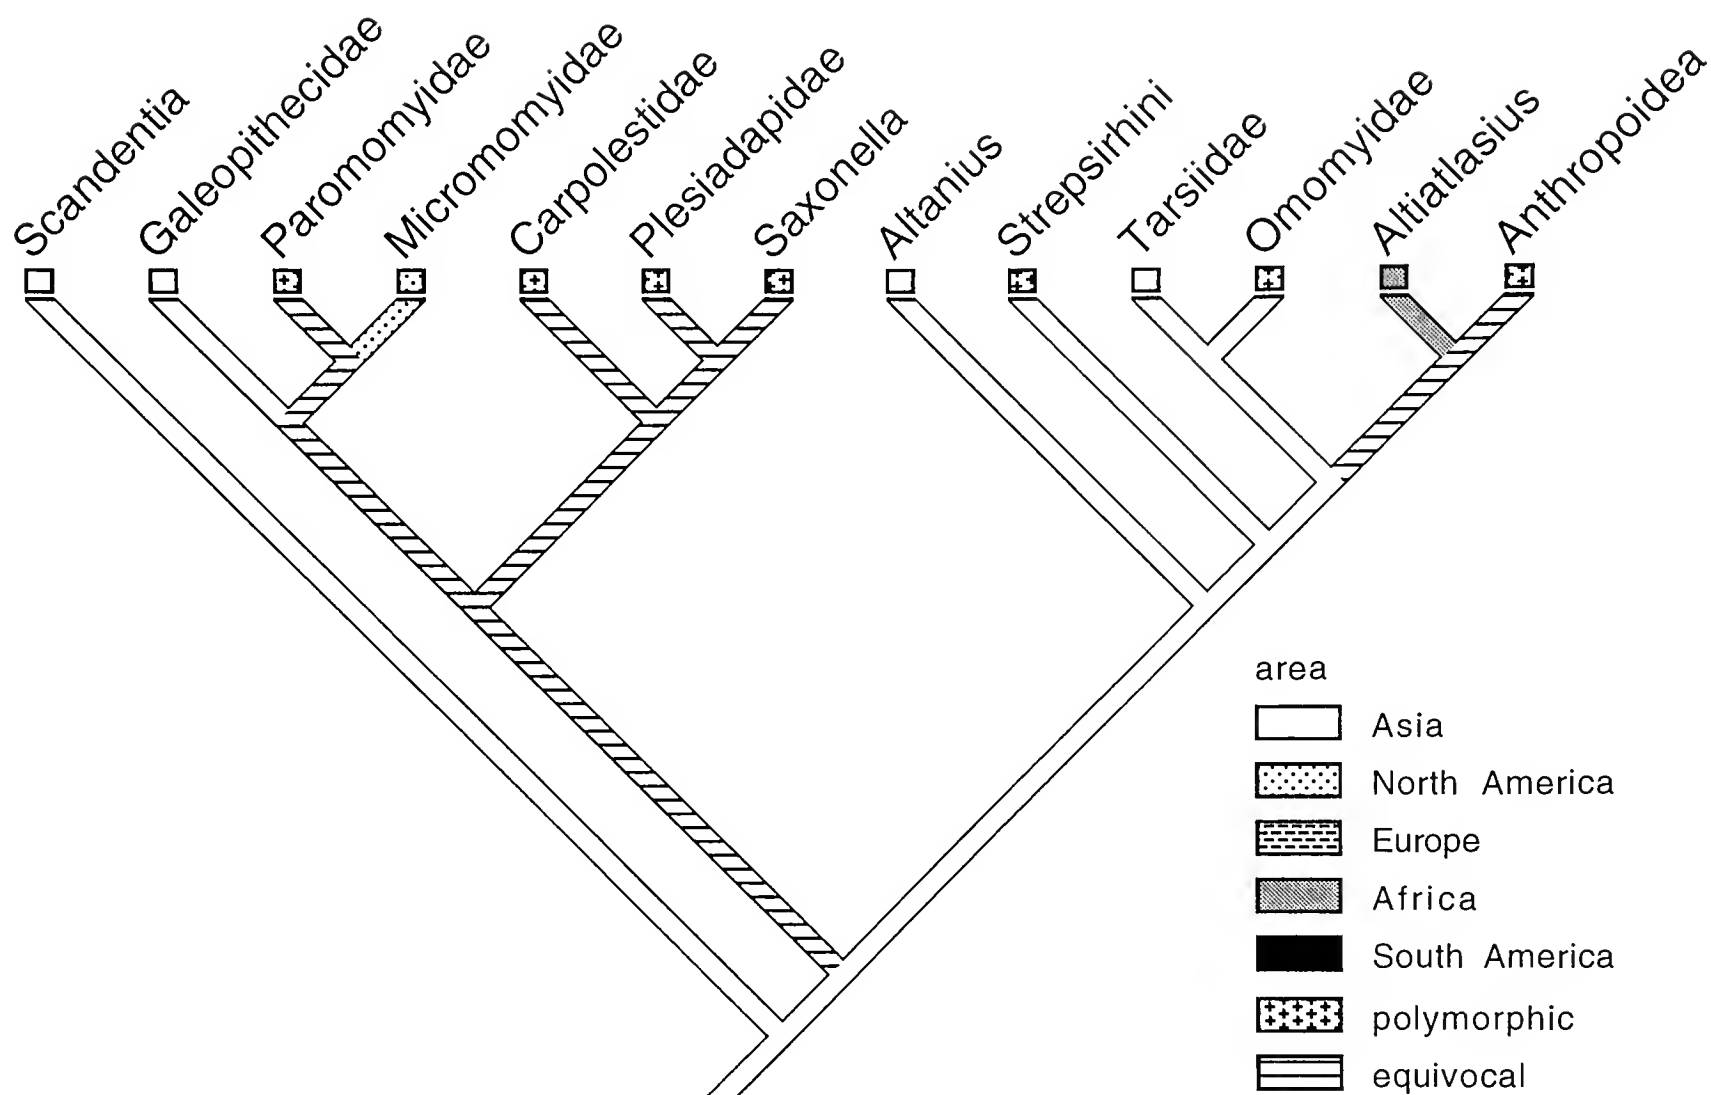 Scandentia
Galeopithecidae
Paromomyidae
Micromomyidae
Carpolestidae
Plesiadapidae
Saxonella
Altanius
Strepsirhini
Tarsiidae
Omomyidae
Altiatlasius
Anthropoidea
area
Asia
North America
Europe
Africa
South America
polymorphic
equivocal